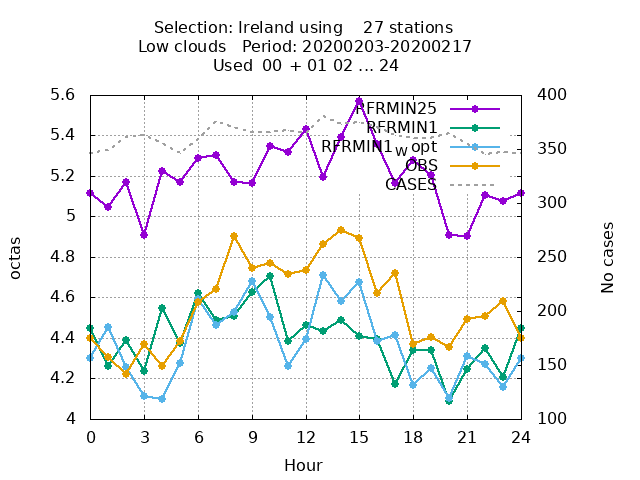 Selection: Ireland using    27 stations
Low clouds   Period: 20200203-20200217
Used  00 + 01 02 ... 24
5.6
5.4
5.2
5
4.8
4.6
4.4
4.2
4
octas
RFRMIN25
RFRMIN1
RFRMIN1_w opt
OBS
CASES
400
350
300
250
200
150
100
No cases
0 3 6 9 12 15 18 21 24
Hour